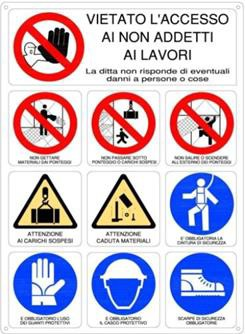 VIETATO L'ACCESSO
AI NON ADDETTI
AI LAVORI
La ditta non risponde di eventuali
danni a persone o cose
NON GETTARE
MATERIALI DAI PONTEGGI
NON PASSARE SOTTO
PONTEGGIO O CARICHI SOSPESI
NON SALIRE O SCENDERE
ALL'ESTERNO DEI PONTEGGI
ATTENZIONE
AI CARICHI SOSPESI
ATTENZIONE
CADUTA MATERIALI
E OBBLIGATORIA LA
CINTURA DI SICUREZZA
E OBBLIGATORIO L'USO
DEI GUANTI PROTETTIVI
E OBBLIGATORIO
IL CASCO PROTETTIVO
SCARPE DI SICUREZZA
OBBLIGATORIE